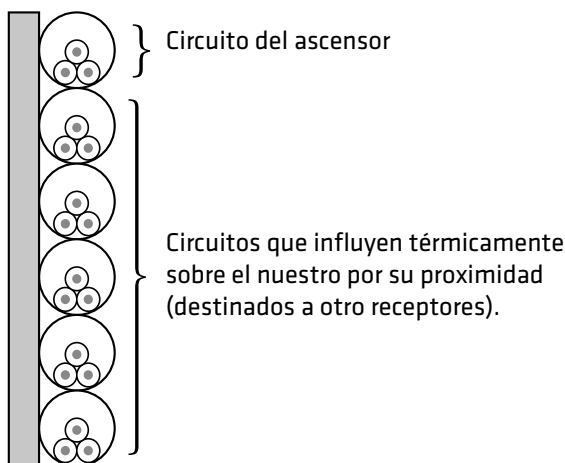 Circuito del ascensor
Circuitos que influyen térmicamente
sobre el nuestro por su proximidad
(destinados a otro receptores).